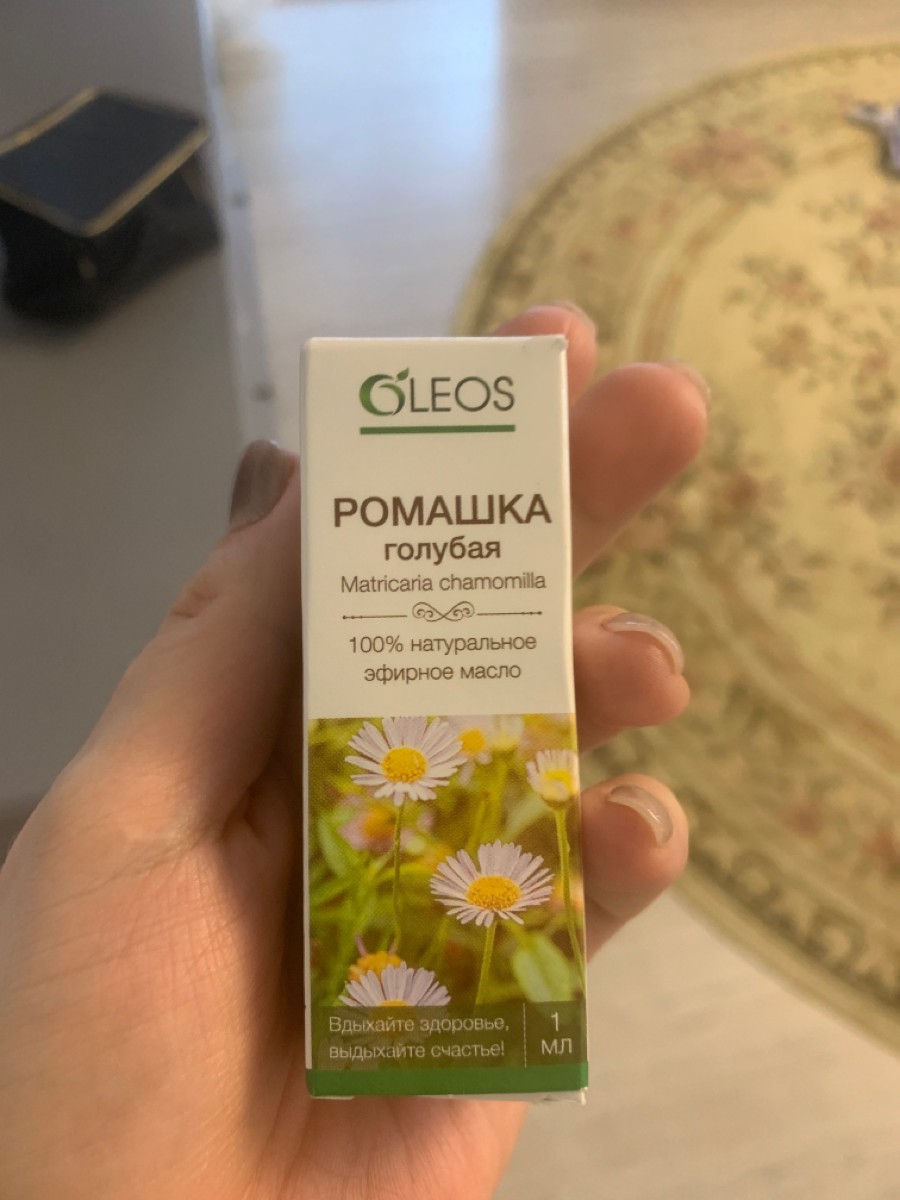 OLEOS
РОМАШКА
голубая
Matricaria chamomilla
100% натуральное
эфирное масло
Вдыхайте здоровье,
выдыхайте счастье!
1
мл